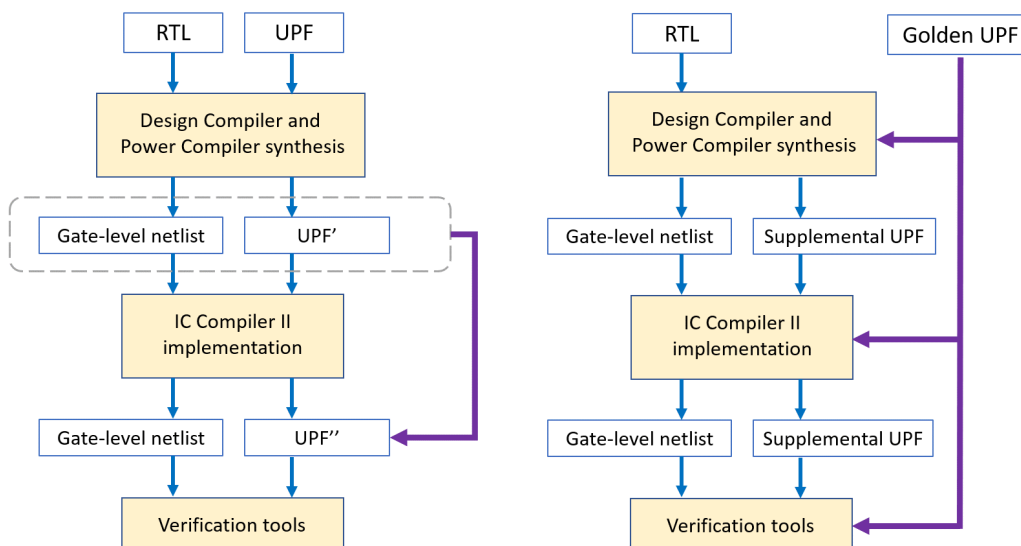 RTL
UPF
Design Compiler and
Power Compiler synthesis
Gate-level netlist
UPF’
IC Compiler II
implementation
Gate-level netlist
UPF’’
Verification tools
RTL
Golden UPF
Design Compiler and
Power Compiler synthesis
Gate-level netlist
Supplemental UPF
IC Compiler II
implementation
Gate-level netlist
Supplemental UPF
Verification tools